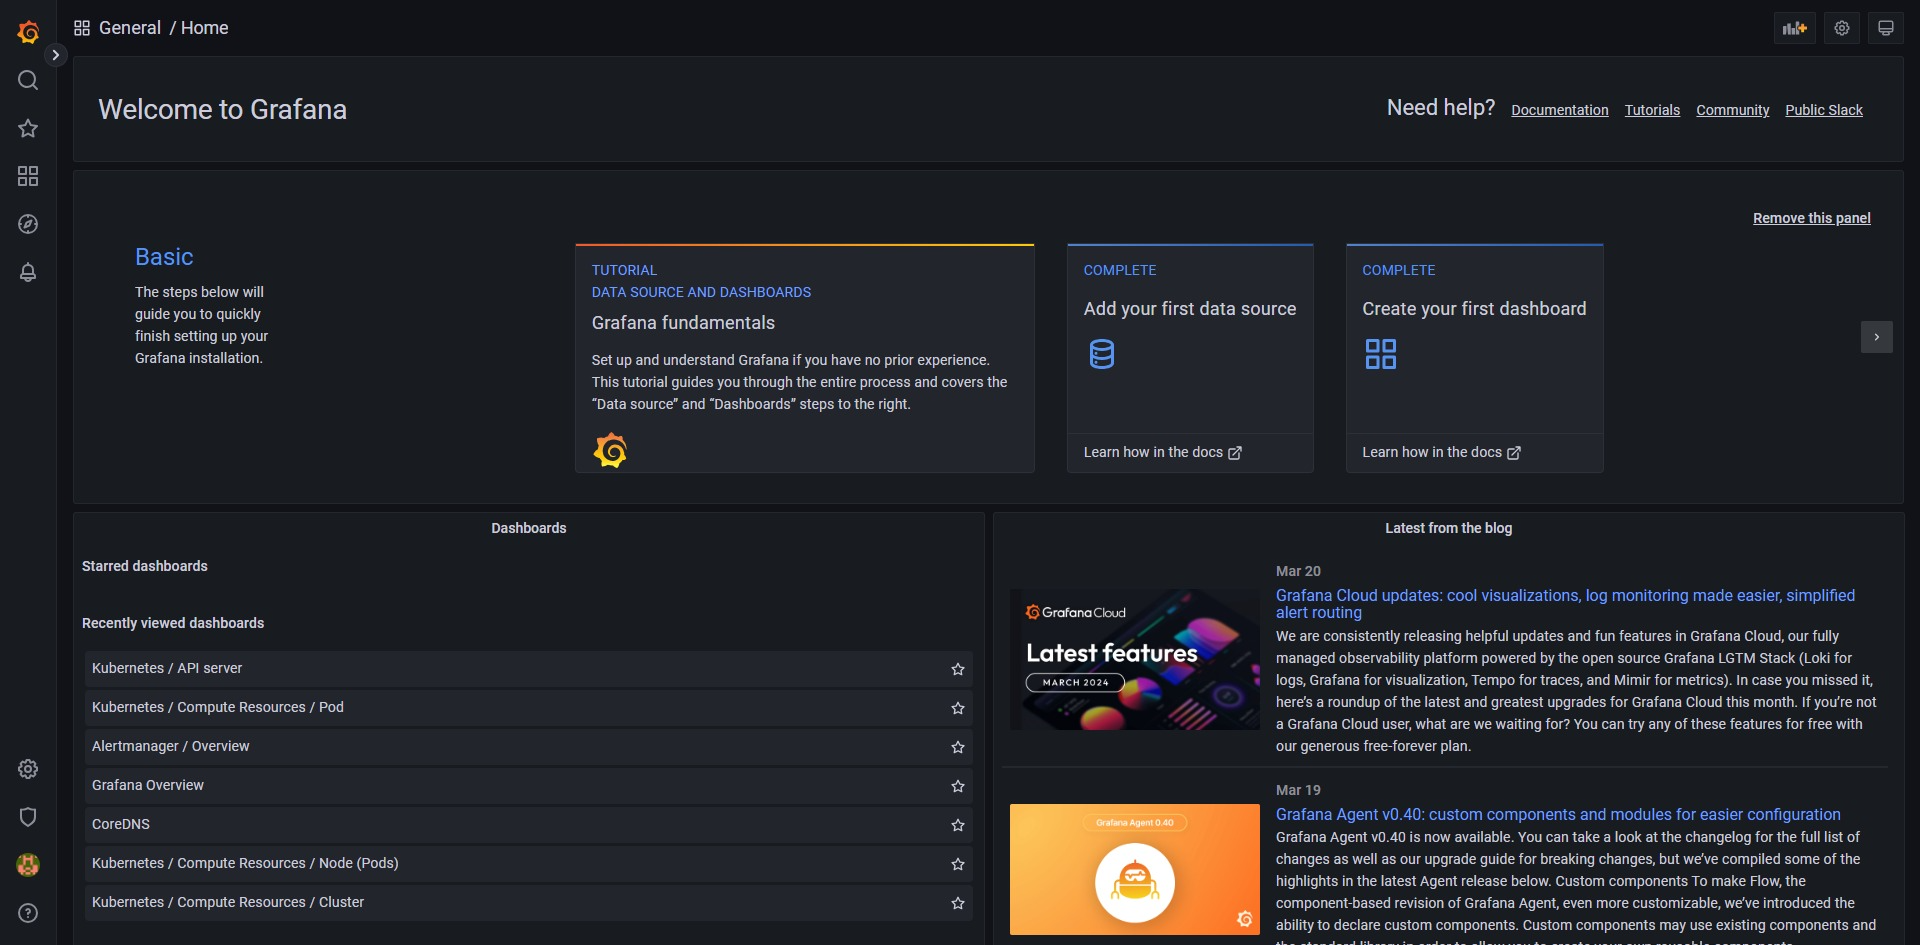 General / Home
Welcome to Grafana
Need help? Documentation Tutorials Community Public Slack
Remove this panel
Basic
The steps below will
guide you to quickly
finish setting up your
Grafana installation.
TUTORIAL
DATA SOURCE AND DASHBOARDS
Grafana fundamentals
Set up and understand Grafana if you have no prior experience.
This tutorial guides you through the entire process and covers the
“Data source” and “Dashboards” steps to the right.
COMPLETE
Add your first data source
Learn how in the docs
COMPLETE
Create your first dashboard
Learn how in the docs
Dashboards
Starred dashboards
Recently viewed dashboards
Kubernetes / API server
Kubernetes / Compute Resources / Pod
Alertmanager / Overview
Grafana Overview
CoreDNS
Kubernetes / Compute Resources / Node (Pods)
Kubernetes / Compute Resources / Cluster
Latest from the blog
Grafana Cloud
Latest features
MARCH 2024
Mar 20
Grafana Cloud updates: cool visualizations, log monitoring made easier, simplified
alert routing
We are consistently releasing helpful updates and fun features in Grafana Cloud, our fully
managed observability platform powered by the open source Grafana LGTM Stack (Loki for
logs, Grafana for visualization, Tempo for traces, and Mimir for metrics). In case you missed it,
here’s a roundup of the latest and greatest upgrades for Grafana Cloud this month. If you’re not
a Grafana Cloud user, what are we waiting for? You can try any of these features for free with
our generous free-forever plan.
Grafana Agent 0.40
Mar 19
Grafana Agent v0.40: custom components and modules for easier configuration
Grafana Agent v0.40 is now available. You can take a look at the changelog for the full list of
changes as well as our upgrade guide for breaking changes, but we’ve compiled some of the
highlights in the latest Agent release below. Custom components To make Flow, the
component-based revision of Grafana Agent, even more customizable, we’ve introduced the
ability to declare custom components. Custom components may use existing components and